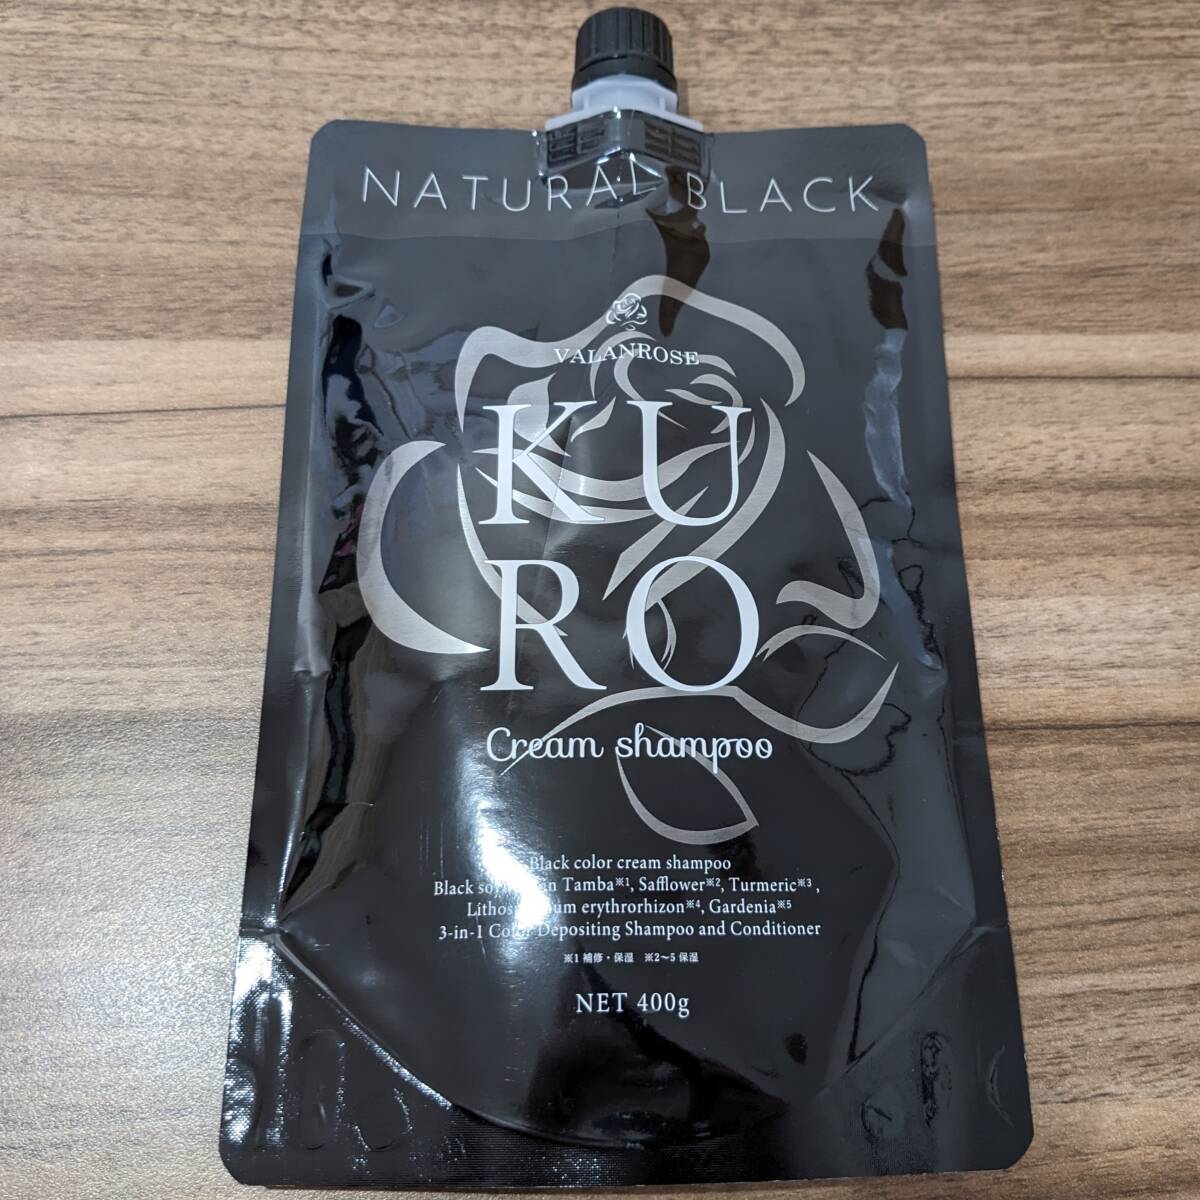 NATURAL BLACK
VALANROSE
KU
RO
Cream shampoo
Black color cream shampoo
Black Tamba※1, Safflower※2, Turmeric※3,
erythrorhizon※4, Gardenia※5
3-in-1 Color Depositing Shampoo and Conditioner
※1 補修・保湿 ※2~5 保湿
NET 400g